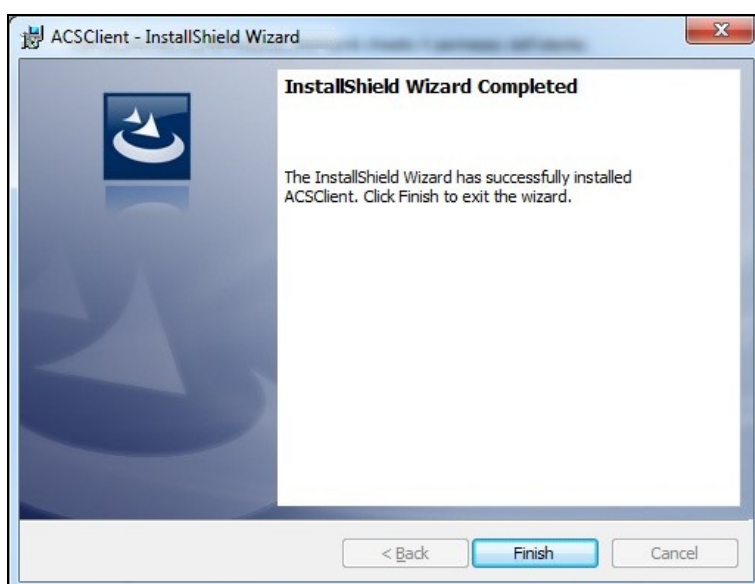 ACSClient - InstallShield Wizard
InstallShield Wizard Completed
The InstallShield Wizard has successfully installed
ACSClient. Click Finish to exit the wizard.
< Back
Finish
Cancel